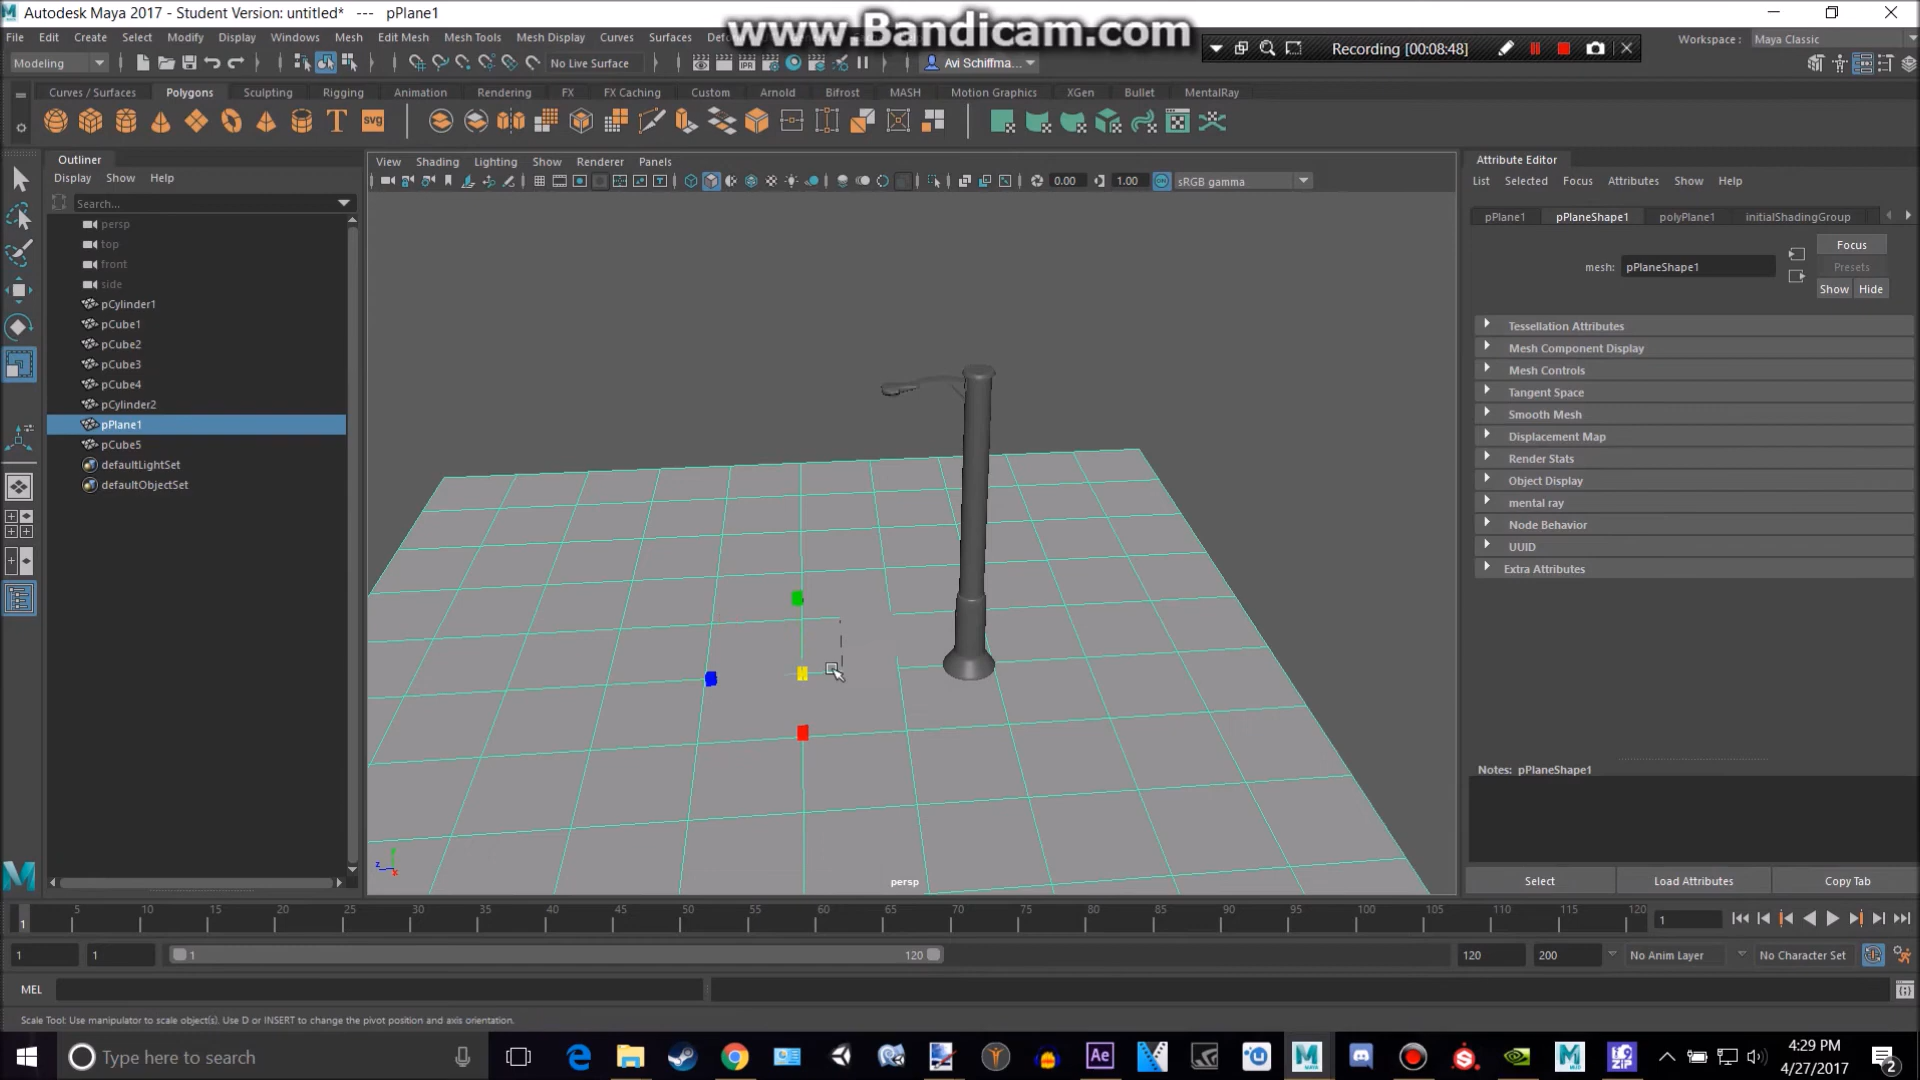 Autodesk Maya 2017 - Student Version: untitled* --- pPlane1
www.Bandicam.com
Recording [00:08:48]
File Edit Create Select Modify Display Windows Mesh Edit Mesh Mesh Tools Mesh Display Curves Surfaces
Workspace : Maya Classic
Modeling
No Live Surface
IPR
Avi Schiffma...
Curves / Surfaces Polygons Sculpting Rigging Animation Rendering FX FX Caching Custom Arnold Bifrost MASH Motion Graphics XGen Bullet MentalRay
T
SVG
Outliner
Display Show Help
Search...
persp
top
front
side
pCylinder1
pCube1
pCube2
pCube3
pCube4
pCylinder2
pPlane1
pCube5
defaultLightSet
defaultObjectSet
View Shading Lighting Show Renderer Panels
0.00 1.00 sRGB gamma
z x
persp
Attribute Editor
List Selected Focus Attributes Show Help
pPlane1 pPlaneShape1 polyPlane1 initialShadingGroup
Focus
mesh: pPlaneShape1
Presets
Show Hide
Tessellation Attributes
Mesh Component Display
Mesh Controls
Tangent Space
Smooth Mesh
Displacement Map
Render Stats
Object Display
mental ray
Node Behavior
UUID
Extra Attributes
Notes: pPlaneShape1
Select Load Attributes Copy Tab
1 5 10 15 20 25 30 35 40 45 50 55 60 65 70 75 80 85 90 95 100 105 110 115 120
1
1 1 1 120 120 200 No Anim Layer No Character Set
MEL
Scale Tool: Use manipulator to scale object(s). Use D or INSERT to change the pivot position and axis orientation.
Type here to search
Ae
ZIP
4:29 PM
4/27/2017
2